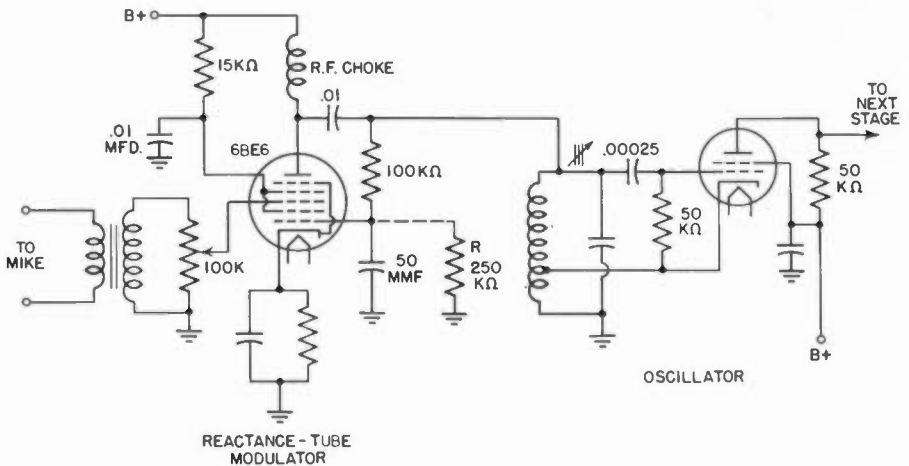 B+
15KΩ
R.F. CHOKE
.01
.01
MFD.
6BE6
100KΩ
TO
MIKE
100K
50
MMF
R
250
KΩ
.00025
50
KΩ
TO
NEXT
STAGE
50
KΩ
B+
OSCILLATOR
REACTANCE-TUBE
MODULATOR